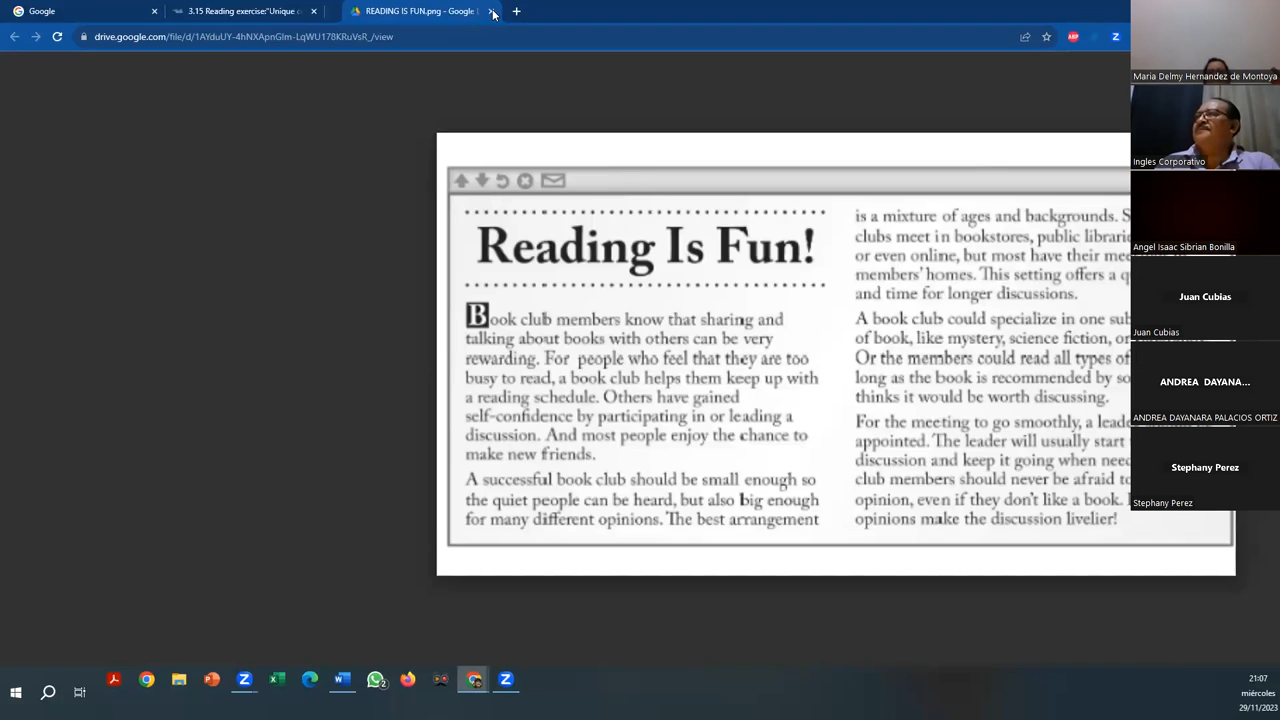 Google
3.15 Reading exercise:"Unique c
READING IS FUN.png - Google
drive.google.com/file/d/1AYduUY-4hNXApnGlm-LqWU178KRuVsR_/view
ABP
Z
Reading Is Fun!
Book club members know that sharing and
talking about books with others can be very
rewarding. For people who feel that they are too
busy to read, a book club helps them keep up with
a reading schedule. Others have gained
self-confidence by participating in or leading a
discussion. And most people enjoy the chance to
make new friends.
A successful book club should be small enough so
the quiet people can be heard, but also big enough
for many different opinions. The best arrangement
is a mixture of ages and backgrounds. S
clubs meet in bookstores, public librarie
or even online, but most have their mee
members' homes. This setting offers a q
and time for longer discussions.
A book club could specialize in one sub
of book, like mystery, science fiction, or
Or the members could read all types of
long as the book is recommended by so
thinks it would be worth discussing.
For the meeting to go smoothly, a leade
appointed. The leader will usually start
discussion and keep it going when need
club members should never be afraid to
opinion, even if they don't like a book.
opinions make the discussion livelier!
Maria Delmy Hernandez de Montoya
Ingles Corporativo
Angel Isaac Sibrian Bonilla
Juan Cubias
Juan Cubias
ANDREA DAYANA...
ANDREA DAYANARA PALACIOS ORTIZ
Stephany Perez
Stephany Perez
Z
2
Z
21:07
miércoles
29/11/2023